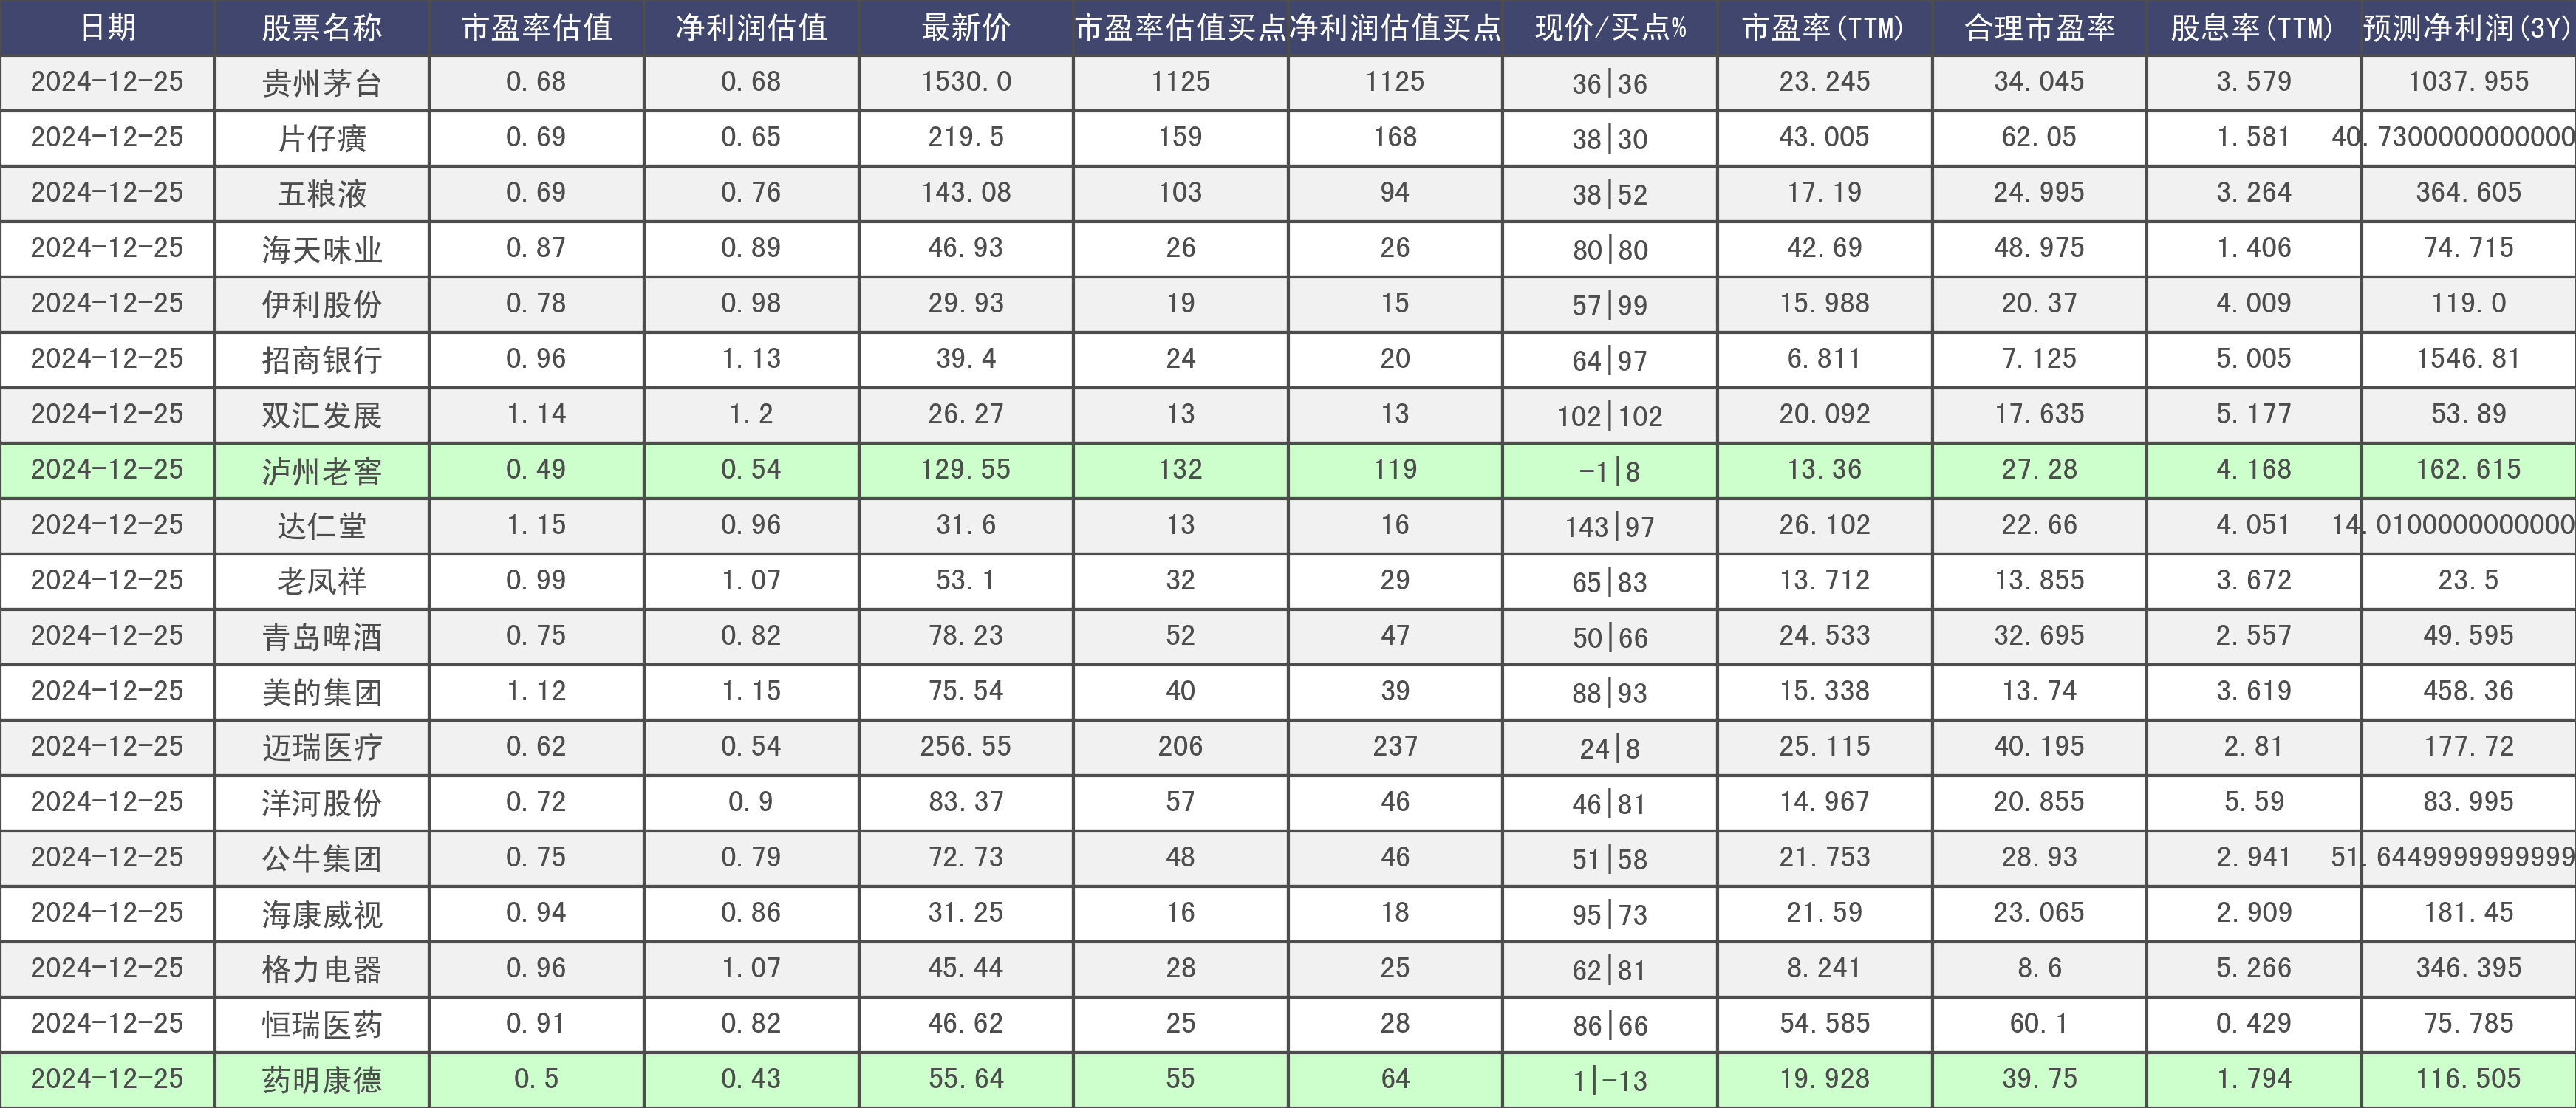 日期 股票名称 市盈率估值 净利润估值 最新价 市盈率估值买点 净利润估值买点 现价/买点% 市盈率(TTM) 合理市盈率 股息率(TTM) 预测净利润(3Y)
2024-12-25 贵州茅台 0.68 0.68 1530.0 1125 1125 36|36 23.245 34.045 3.579 1037.955
2024-12-25 片仔癀 0.69 0.65 219.5 159 168 38|30 43.005 62.05 1.581 40.7300000000000
2024-12-25 五粮液 0.69 0.76 143.08 103 94 38|52 17.19 24.995 3.264 364.605
2024-12-25 海天味业 0.87 0.89 46.93 26 26 80|80 42.69 48.975 1.406 74.715
2024-12-25 伊利股份 0.78 0.98 29.93 19 15 57|99 15.988 20.37 4.009 119.0
2024-12-25 招商银行 0.96 1.13 39.4 24 20 64|97 6.811 7.125 5.005 1546.81
2024-12-25 双汇发展 1.14 1.2 26.27 13 13 102|102 20.092 17.635 5.177 53.89
2024-12-25 泸州老窖 0.49 0.54 129.55 132 119 -1|8 13.36 27.28 4.168 162.615
2024-12-25 达仁堂 1.15 0.96 31.6 13 16 143|97 26.102 22.66 4.051 14.0100000000000
2024-12-25 老凤祥 0.99 1.07 53.1 32 29 65|83 13.712 13.855 3.672 23.5
2024-12-25 青岛啤酒 0.75 0.82 78.23 52 47 50|66 24.533 32.695 2.557 49.595
2024-12-25 美的集团 1.12 1.15 75.54 40 39 88|93 15.338 13.74 3.619 458.36
2024-12-25 迈瑞医疗 0.62 0.54 256.55 206 237 24|8 25.115 40.195 2.81 177.72
2024-12-25 洋河股份 0.72 0.9 83.37 57 46 46|81 14.967 20.855 5.59 83.995
2024-12-25 公牛集团 0.75 0.79 72.73 48 46 51|58 21.753 28.93 2.941 51.6449999999999
2024-12-25 海康威视 0.94 0.86 31.25 16 18 95|73 21.59 23.065 2.909 181.45
2024-12-25 格力电器 0.96 1.07 45.44 28 25 62|81 8.241 8.6 5.266 346.395
2024-12-25 恒瑞医药 0.91 0.82 46.62 25 28 86|66 54.585 60.1 0.429 75.785
2024-12-25 药明康德 0.5 0.43 55.64 55 64 1|-13 19.928 39.75 1.794 116.505